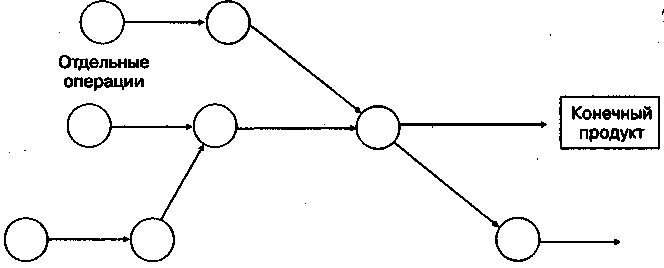 Отдельные
операции
Конечный
продукт